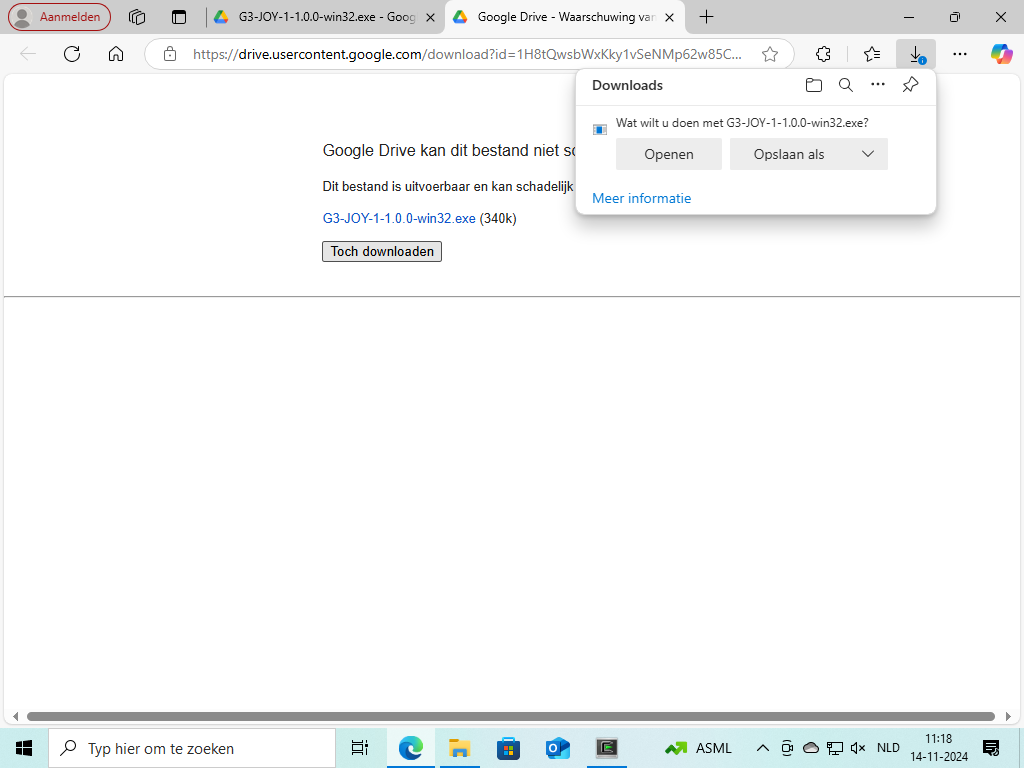 Aanmelden
G3-JOY-1-1.0.0-win32.exe - Goog
Google Drive - Waarschuwing van
https://drive.usercontent.google.com/download?id=1H8tQwsbWxKky1vSeNMp62w85C...
Downloads
Wat wilt u doen met G3-JOY-1-1.0.0-win32.exe?
Openen
Opslaan als
Meer informatie
Google Drive kan dit bestand niet sc
Dit bestand is uitvoerbaar en kan schadelijk
G3-JOY-1-1.0.0-win32.exe (340k)
Toch downloaden
Typ hier om te zoeken
ASML
NLD
11:18
14-11-2024